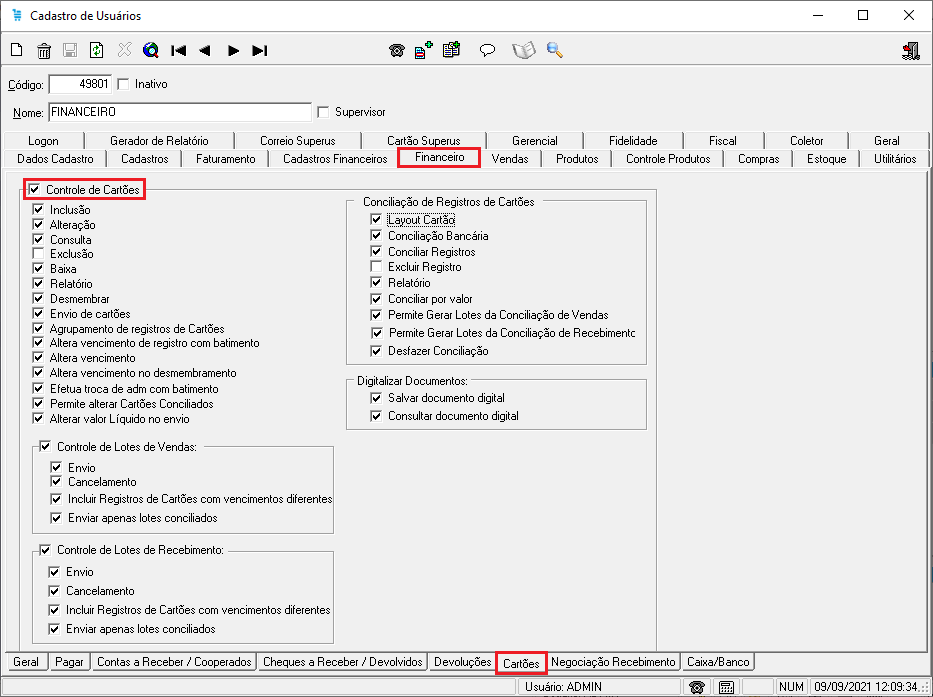 Cadastro de Usuários
Código: 49801 Inativo
Nome: FINANCEIRO Supervisor
Logon Gerador de Relatório Correio Superus Cartão Superus Gerencial Fidelidade Fiscal Coletor Geral
Dados Cadastro Cadastros Faturamento Cadastros Financeiros Financeiro Vendas Produtos Controle Produtos Compras Estoque Utilitários
Controle de Cartões
Inclusão
Alteração
Consulta
Exclusão
Baixa
Relatório
Desmembrar
Envio de cartões
Agrupamento de registros de Cartões
Altera vencimento de registro com batimento
Altera vencimento
Altera vencimento no desmembramento
Efetua troca de adm com batimento
Permite alterar Cartões Conciliados
Alterar valor Líquido no envio
Controle de Lotes de Vendas:
Envio
Cancelamento
Incluir Registros de Cartões com vencimentos diferentes
Enviar apenas lotes conciliados
Controle de Lotes de Recebimento:
Envio
Cancelamento
Incluir Registros de Cartões com vencimentos diferentes
Enviar apenas lotes conciliados
Conciliação de Registros de Cartões
Layout Cartão
Conciliação Bancária
Conciliar Registros
Excluir Registro
Relatório
Conciliar por valor
Permite Gerar Lotes da Conciliação de Vendas
Permite Gerar Lotes da Conciliação de Recebimento
Desfazer Conciliação
Digitalizar Documentos:
Salvar documento digital
Consultar documento digital
Geral Pagar Contas a Receber / Cooperados Cheques a Receber / Devolvidos Devoluções Cartões Negociação Recebimento Caixa/Banco
Usuário: ADMIN NUM 09/09/2021 12:09:34